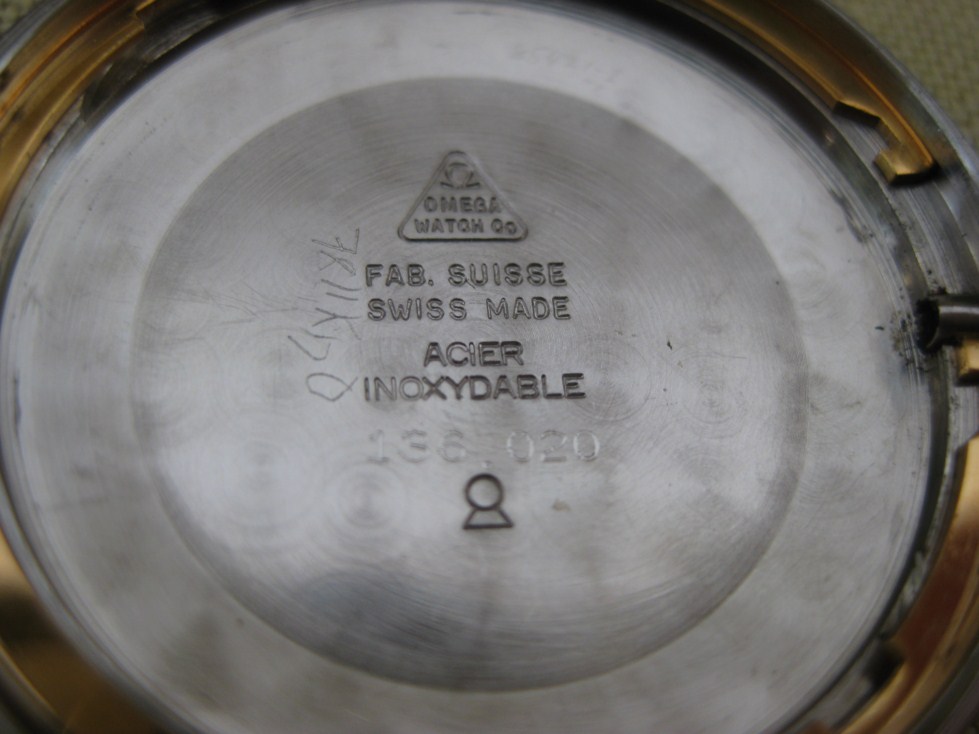 Ω
OMEGA
WATCH Co
FAB. SUISSE
SWISS MADE
ACIER
INOXYDABLE
136.020